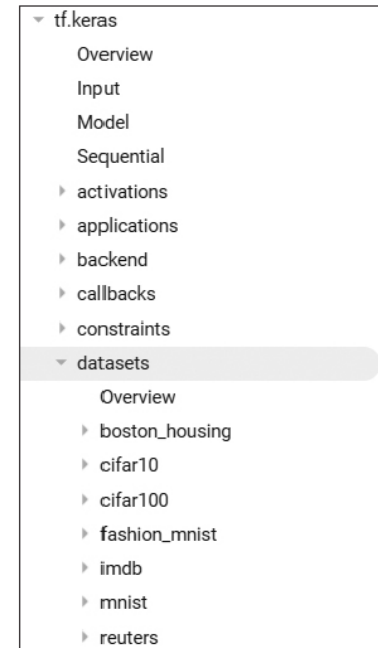 tf.keras
Overview
Input
Model
Sequential
activations
applications
backend
callbacks
constraints
datasets
Overview
boston_housing
cifar10
cifar100
fashion_mnist
imdb
mnist
reuters